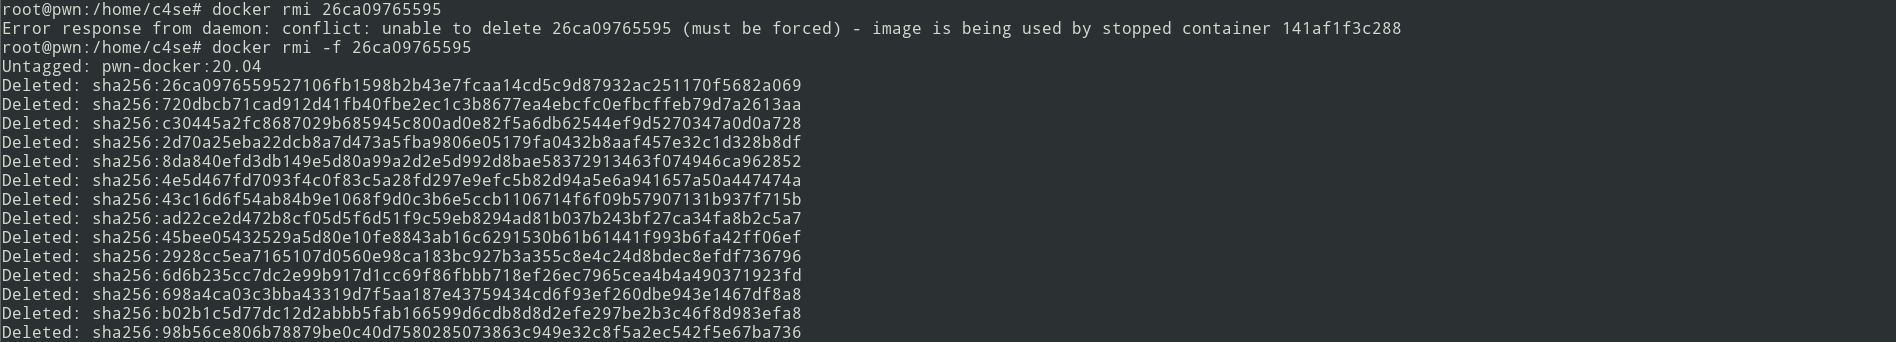 root@pwn:/home/c4se# docker rmi 26ca09765595
Error response from daemon: conflict: unable to delete 26ca09765595 (must be forced) - image is being used by stopped container 141af1f3c288
root@pwn:/home/c4se# docker rmi -f 26ca09765595
Untagged: pwn-docker:20.04
Deleted: sha256:26ca0976559527106fb1598b2b43e7fcaa14cd5c9d87932ac251170f5682a069
Deleted: sha256:720dbcb71cad912d41fb40fbe2ec1c3b8677ea4ebcfc0efbcffeb79d7a2613aa
Deleted: sha256:c30445a2fc8687029b685945c800ad0e82f5a6db62544ef9d5270347a0d0a728
Deleted: sha256:2d70a25eba22dcb8a7d473a5fba9806e05179fa0432b8aaf457e32c1d328b8df
Deleted: sha256:8da840efd3db149e5d80a99a2d2e5d992d8bae58372913463f074946ca962852
Deleted: sha256:4e5d467fd7093f4c0f83c5a28fd297e9efc5b82d94a5e6a941657a50a447474a
Deleted: sha256:43c16d6f54ab84b9e1068f9d0c3b6e5ccb1106714f6f09b57907131b937f715b
Deleted: sha256:ad22ce2d472b8cf05d5f6d51f9c59eb8294ad81b037b243bf27ca34fa8b2c5a7
Deleted: sha256:45bee05432529a5d80e10fe8843ab16c6291530b61b61441f993b6fa42ff06ef
Deleted: sha256:2928cc5ea7165107d0560e98ca183bc927b3a355c8e4c24d8bdec8efdf736796
Deleted: sha256:6d6b235cc7dc2e99b917d1cc69f86fbbb718ef26ec7965cea4b4a490371923fd
Deleted: sha256:698a4ca03c3bba43319d7f5aa187e43759434cd6f93ef260dbe943e1467df8a8
Deleted: sha256:b02b1c5d77dc12d2abbb5fab166599d6cdb8d8d2efe297be2b3c46f8d983efa8
Deleted: sha256:98b56ce806b78879be0c40d7580285073863c949e32c8f5a2ec542f5e67ba736